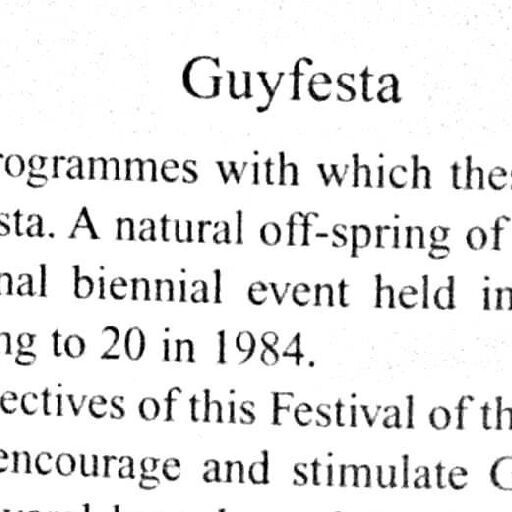 Guyfesta
rogrammes with which the
sta. A natural off-spring of
nal biennial event held in
ng to 20 in 1984.
ectives of this Festival of th
encourage and stimulate G